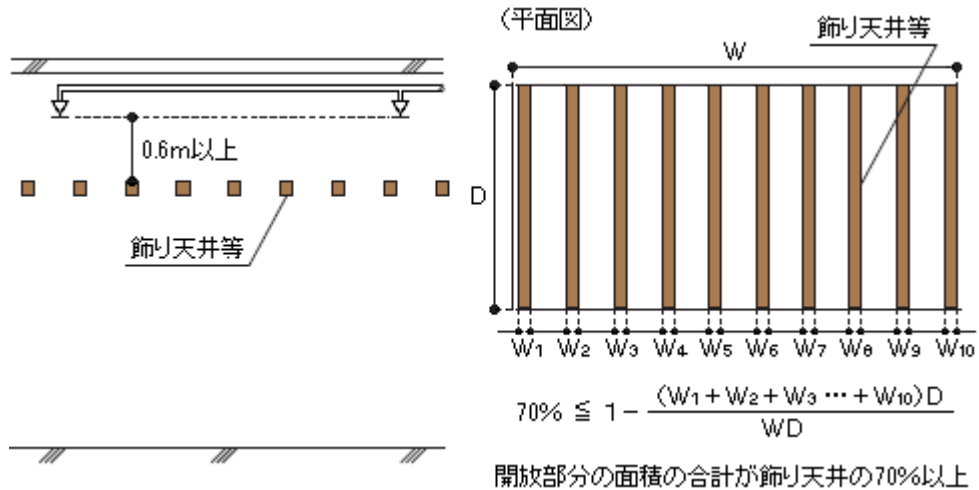 0.6m以上
飾り天井等
(平面図)
飾り天井等
W
D
W₁ W₂ W₃ W₄ W₅ W₆ W₇ W₈ W₉ W₁₀
70% ≦ 1− (W₁+W₂+W₃ … +W₁₀)D
WD
開放部分の面積の合計が飾り天井の70%以上